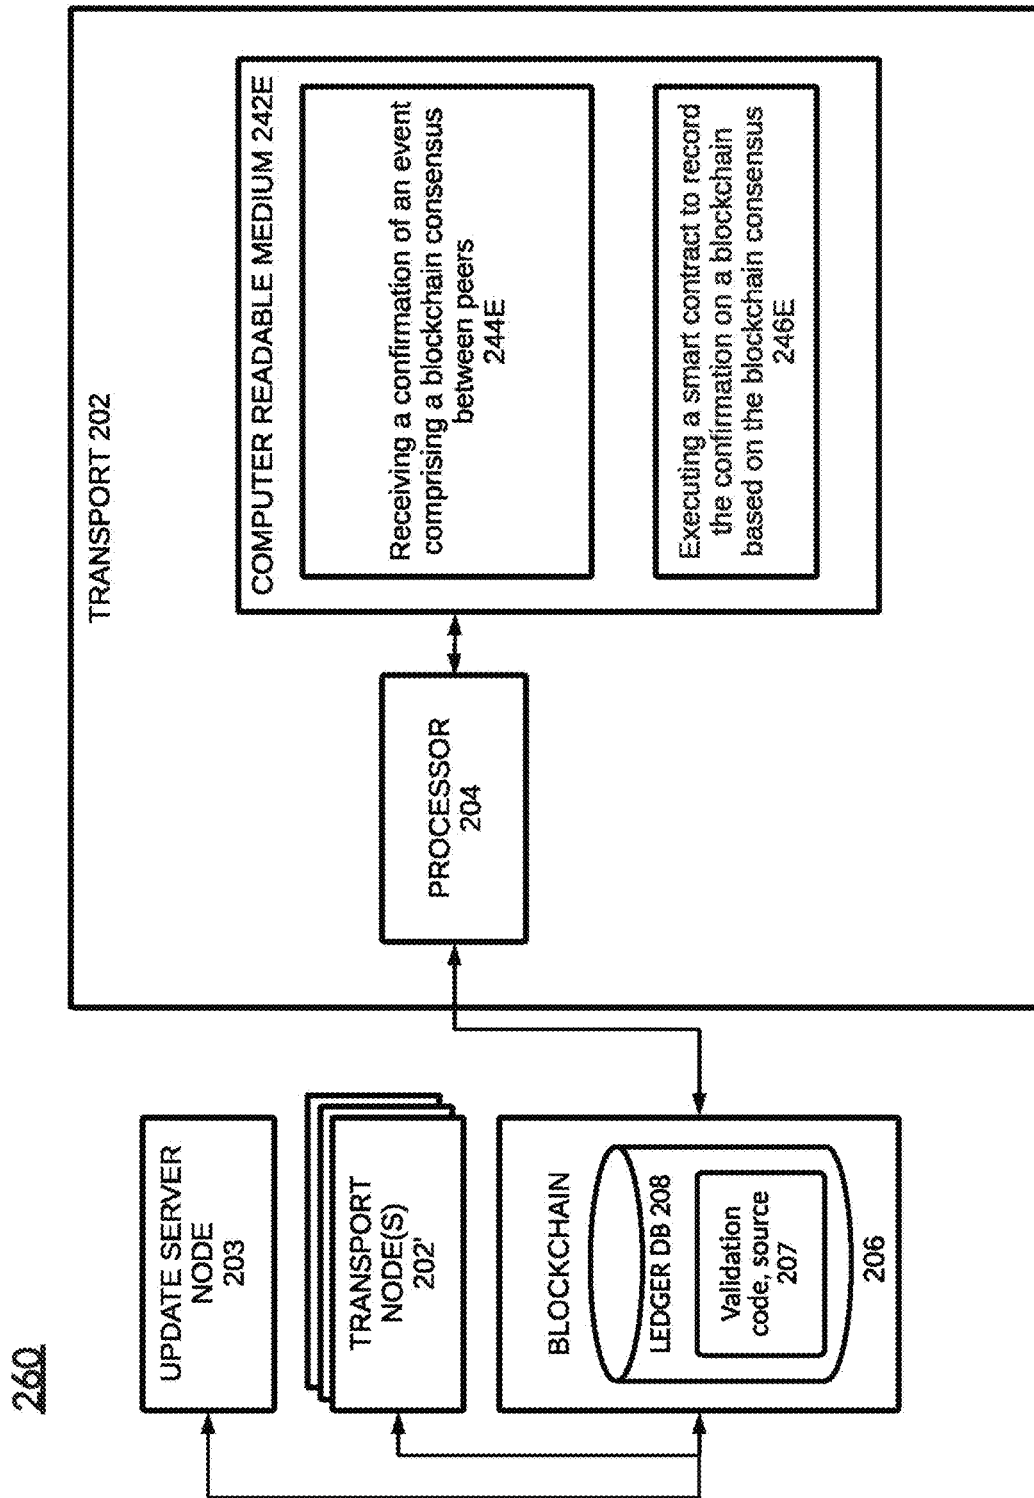 260
UPDATE SERVER
NODE
203
TRANSPORT
NODE(S)
202'
BLOCKCHAIN
LEDGER DB 208
Validation
code, source
207
206
TRANSPORT 202
PROCESSOR
204
COMPUTER READABLE MEDIUM 242E
Receiving a confirmation of an event
comprising a blockchain consensus
between peers
244E
Executing a smart contract to record
the confirmation on a blockchain
based on the blockchain consensus
246E